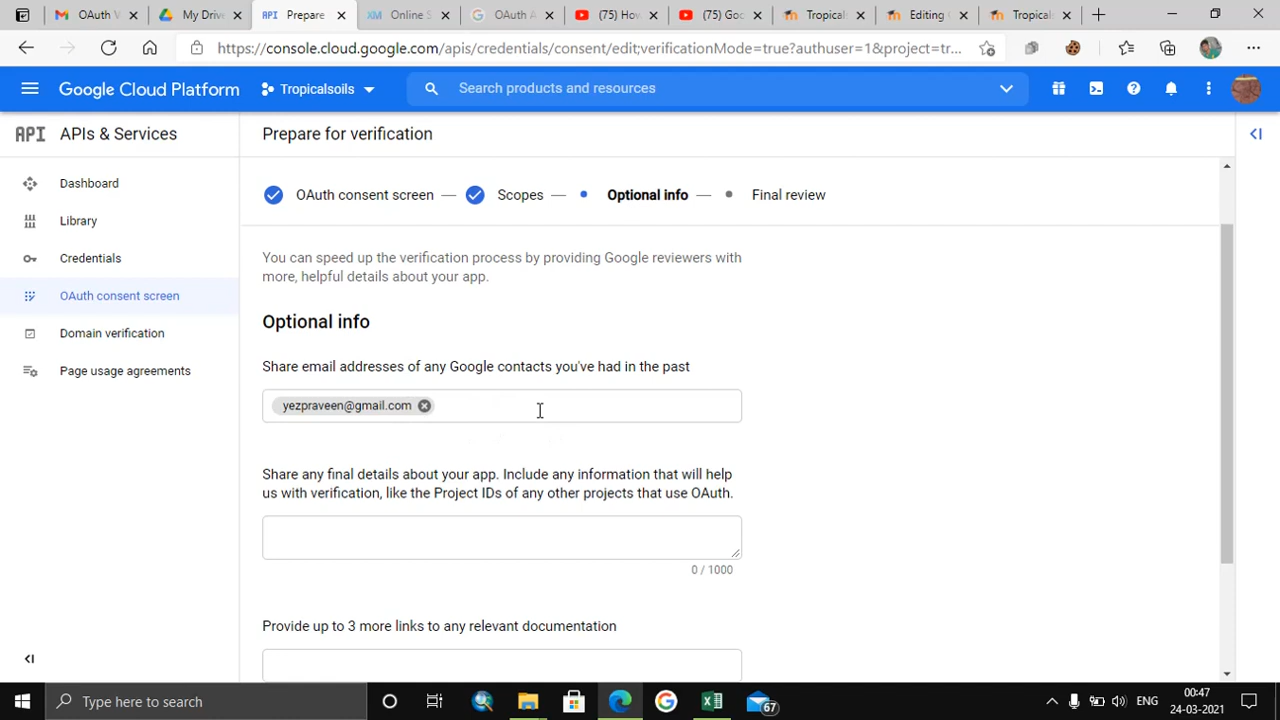 OAuth V
My Drive
Prepare
Online S
OAuth A
(75) How
(75) Goo
Tropicals
Editing C
Tropicals
https://console.cloud.google.com/apis/credentials/consent/edit;verificationMode=true?authuser=1&project=tr...
Google Cloud Platform
Tropicalsoils
Search products and resources
API APIs & Services
Prepare for verification
Dashboard
Library
Credentials
OAuth consent screen
Domain verification
Page usage agreements
OAuth consent screen
Scopes
Optional info
Final review
You can speed up the verification process by providing Google reviewers with
more, helpful details about your app.
Optional info
Share email addresses of any Google contacts you've had in the past
yezpraveen@gmail.com
Share any final details about your app. Include any information that will help
us with verification, like the Project IDs of any other projects that use OAuth.
0 / 1000
Provide up to 3 more links to any relevant documentation
Type here to search
67
ENG
00:47
24-03-2021